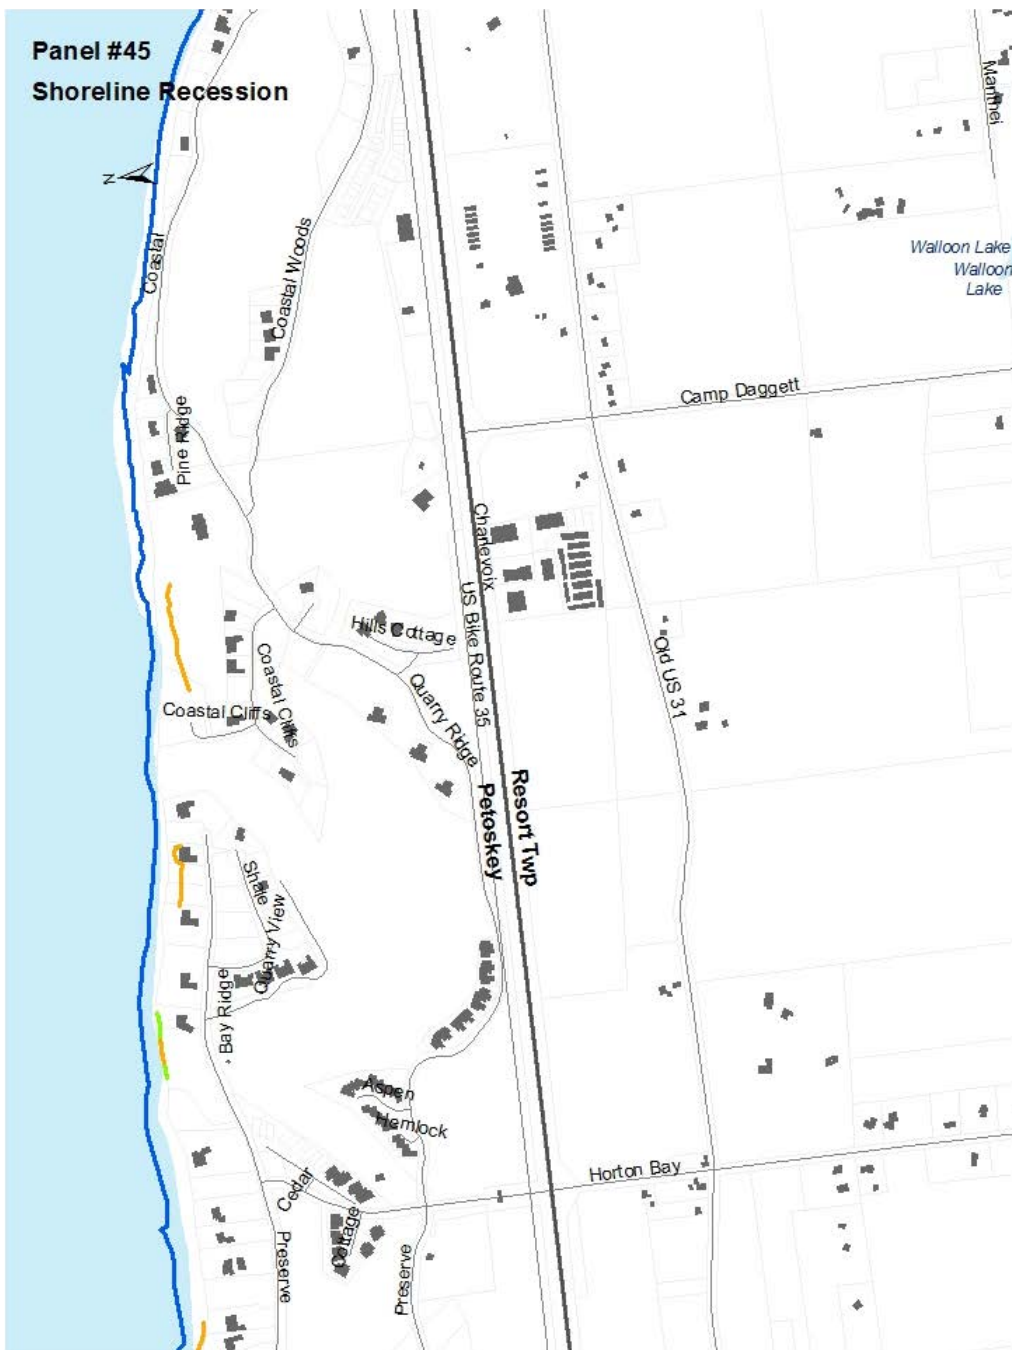 Panel #45
Shoreline Recession
N
Manthei
Coastal
Coastal Woods
Walloon Lake
Walloon
Lake
Camp Daggett
Pine Ridge
Charlevoix
US Bike Route 35
Hills Cottage
Old US 31
Coastal Cliffs
Coastal Cliffs
Quarry Ridge
Resort Twp
Petoskey
Shale
Quarry View
Bay Ridge
Aspen
Hemlock
Horton Bay
Cedar
Cottage
Preserve
Preserve